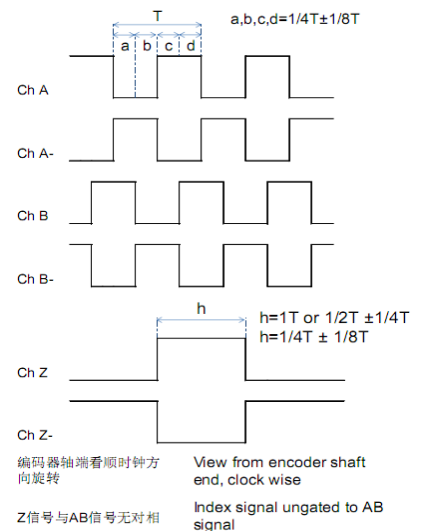 T
a,b,c,d=1/4T±1/8T
a b c d
Ch A
Ch A-
Ch B
Ch B-
h
h=1T or 1/2T ±1/4T
h=1/4T ± 1/8T
Ch Z
Ch Z-
编码器轴端看顺时钟方
向旋转
View from encoder shaft
end, clock wise
Z信号与AB信号无对相
Index signal ungated to AB
signal